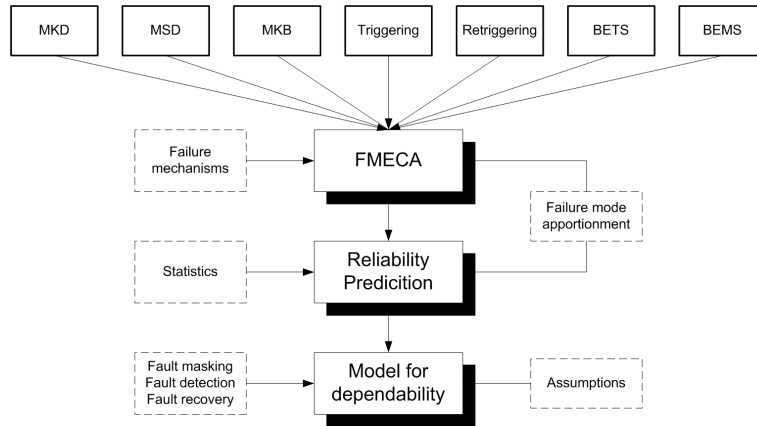 MKD
MSD
MKB
Triggering
Retriggering
BETS
BEMS
Failure
mechanisms
FMECA
Failure mode
apportionment
Statistics
Reliability
Predicition
Fault masking
Fault detection
Fault recovery
Model for
dependability
Assumptions